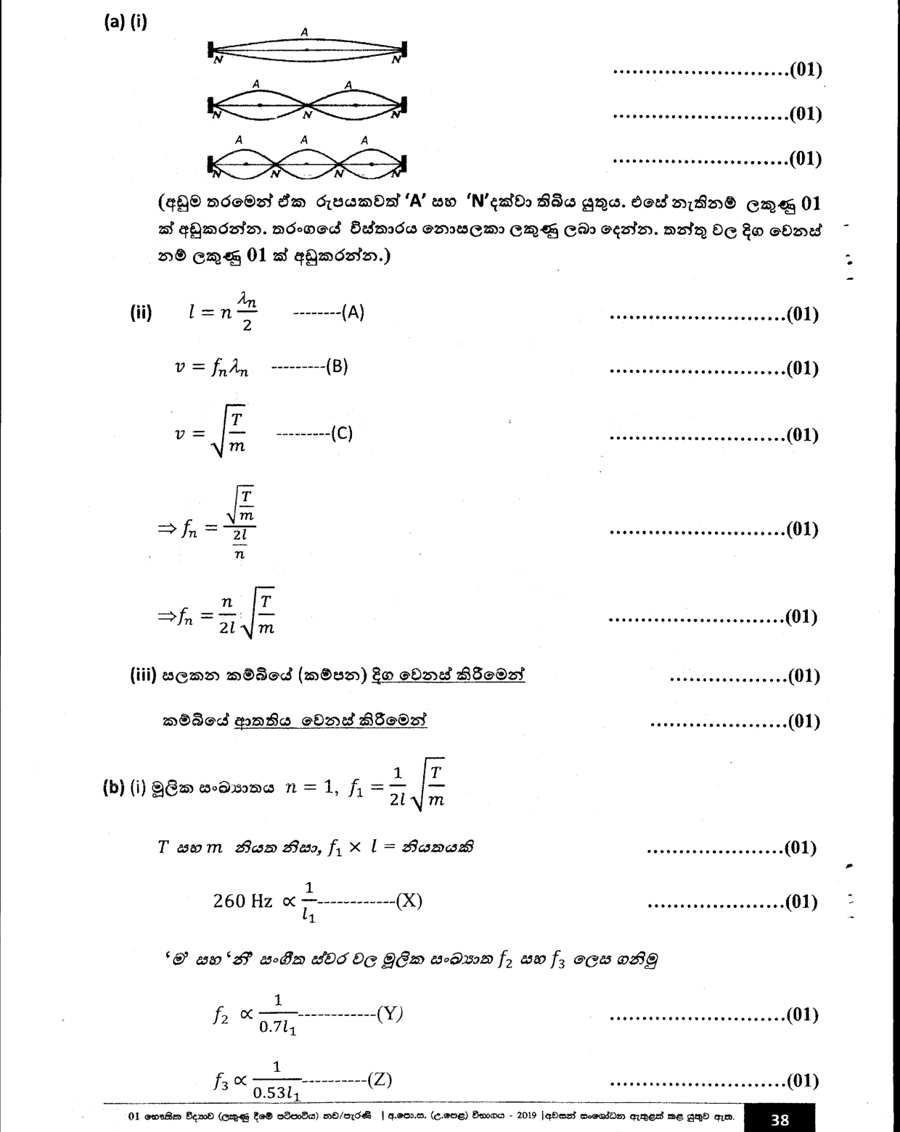 (a) (i)
A
N N
..............................(01)
A A
N N N
..............................(01)
A A A
N N N N
..............................(01)
(අඩුම තරමෙන් ඒක රූපයකවත් 'A' සහ 'N'දක්වා තිබිය යුතුය. එසේ නැතිනම් ලකුණු 01
ක් අඩුකරන්න. තරංගයේ විස්තාරය නොසලකා ලකුණු ලබා දෙන්න. තන්තු වල දිග වෙනස්
නම් ලකුණු 01 ක් අඩුකරන්න.)
(ii) l = n λₙ/2 --------(A) ..............................(01)
v = fₙλₙ ---------(B) ..............................(01)
v = √(T/m) ---------(C) ..............................(01)
⇒ fₙ = √(T/m) / (2l/n) ..............................(01)
⇒fₙ = n/2l √(T/m) ..............................(01)
(iii) සලකන කම්බියේ (කම්පන) දිග වෙනස් කිරීමෙන් ....................(01)
කම්බියේ ආතතිය වෙනස් කිරීමෙන් .......................(01)
(b) (i) මූලික සංඛ්‍යාතය n = 1, f₁ = 1/2l √(T/m)
T සහ m නියත නිසා, f₁ × l = නියතයකි .......................(01)
260 Hz ∝ 1/l₁ ------------(X) .......................(01)
'ම' සහ 'නි' සංගීත ස්වර වල මූලික සංඛ්‍යාත f₂ සහ f₃ ලෙස ගනිමු
f₂ ∝ 1/0.7l₁ ------------(Y) ..............................(01)
f₃ ∝ 1/0.53l₁ ----------(Z) ..............................(01)
01 භෞතික විද්‍යාව (ලකුණු දීමේ පටිපාටිය) නව/පැරණි | අ.පො.ස. (උ.පෙළ) විභාගය - 2019 |අවසන් සංශෝධන ඇතුළත් කළ යුතුව ඇත. 38